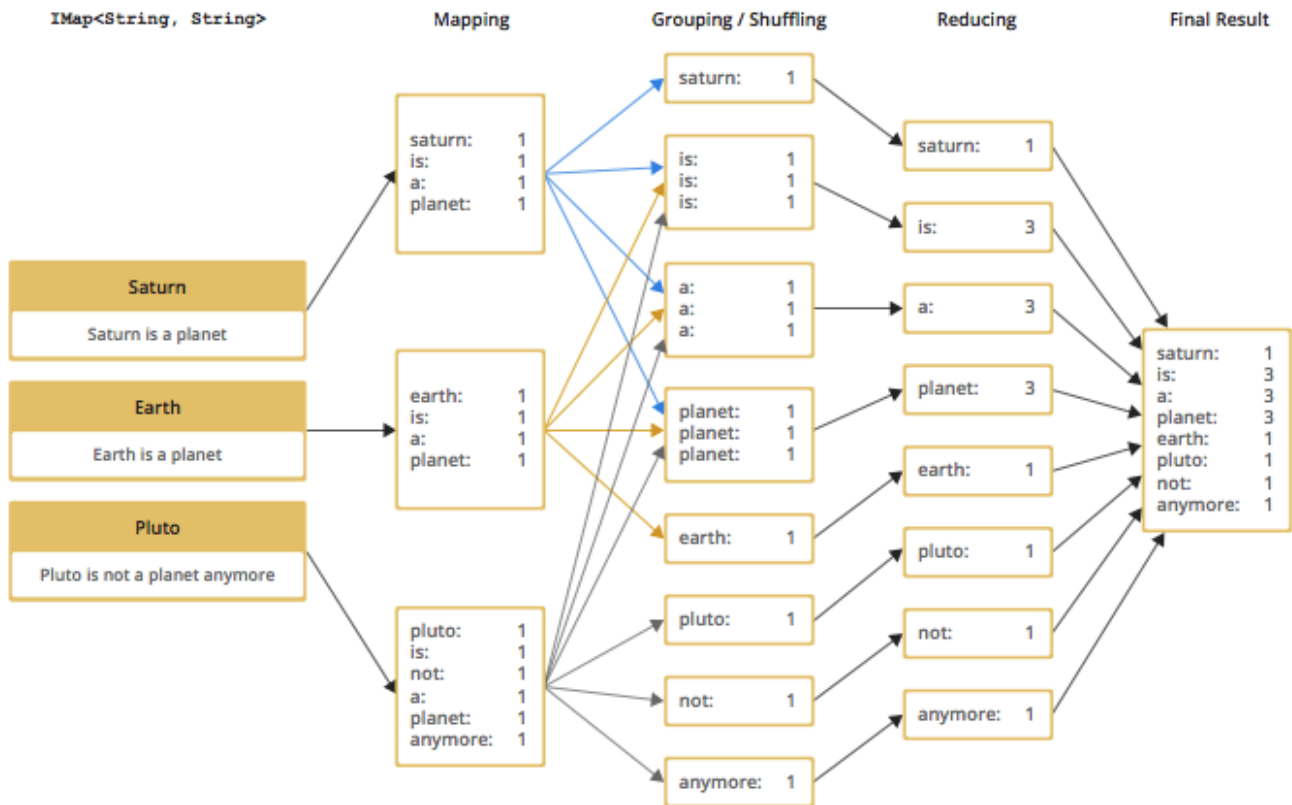 IMap<String, String>
Mapping
Grouping / Shuffling
Reducing
Final Result
Saturn
Saturn is a planet
Earth
Earth is a planet
Pluto
Pluto is not a planet anymore
saturn: 1
is: 1
a: 1
planet: 1
earth: 1
is: 1
a: 1
planet: 1
pluto: 1
is: 1
not: 1
a: 1
planet: 1
anymore: 1
saturn: 1
is: 1
is: 1
is: 1
a: 1
a: 1
a: 1
planet: 1
planet: 1
planet: 1
earth: 1
pluto: 1
not: 1
anymore: 1
saturn: 1
is: 3
a: 3
planet: 3
earth: 1
pluto: 1
not: 1
anymore: 1
saturn: 1
is: 3
a: 3
planet: 3
earth: 1
pluto: 1
not: 1
anymore: 1